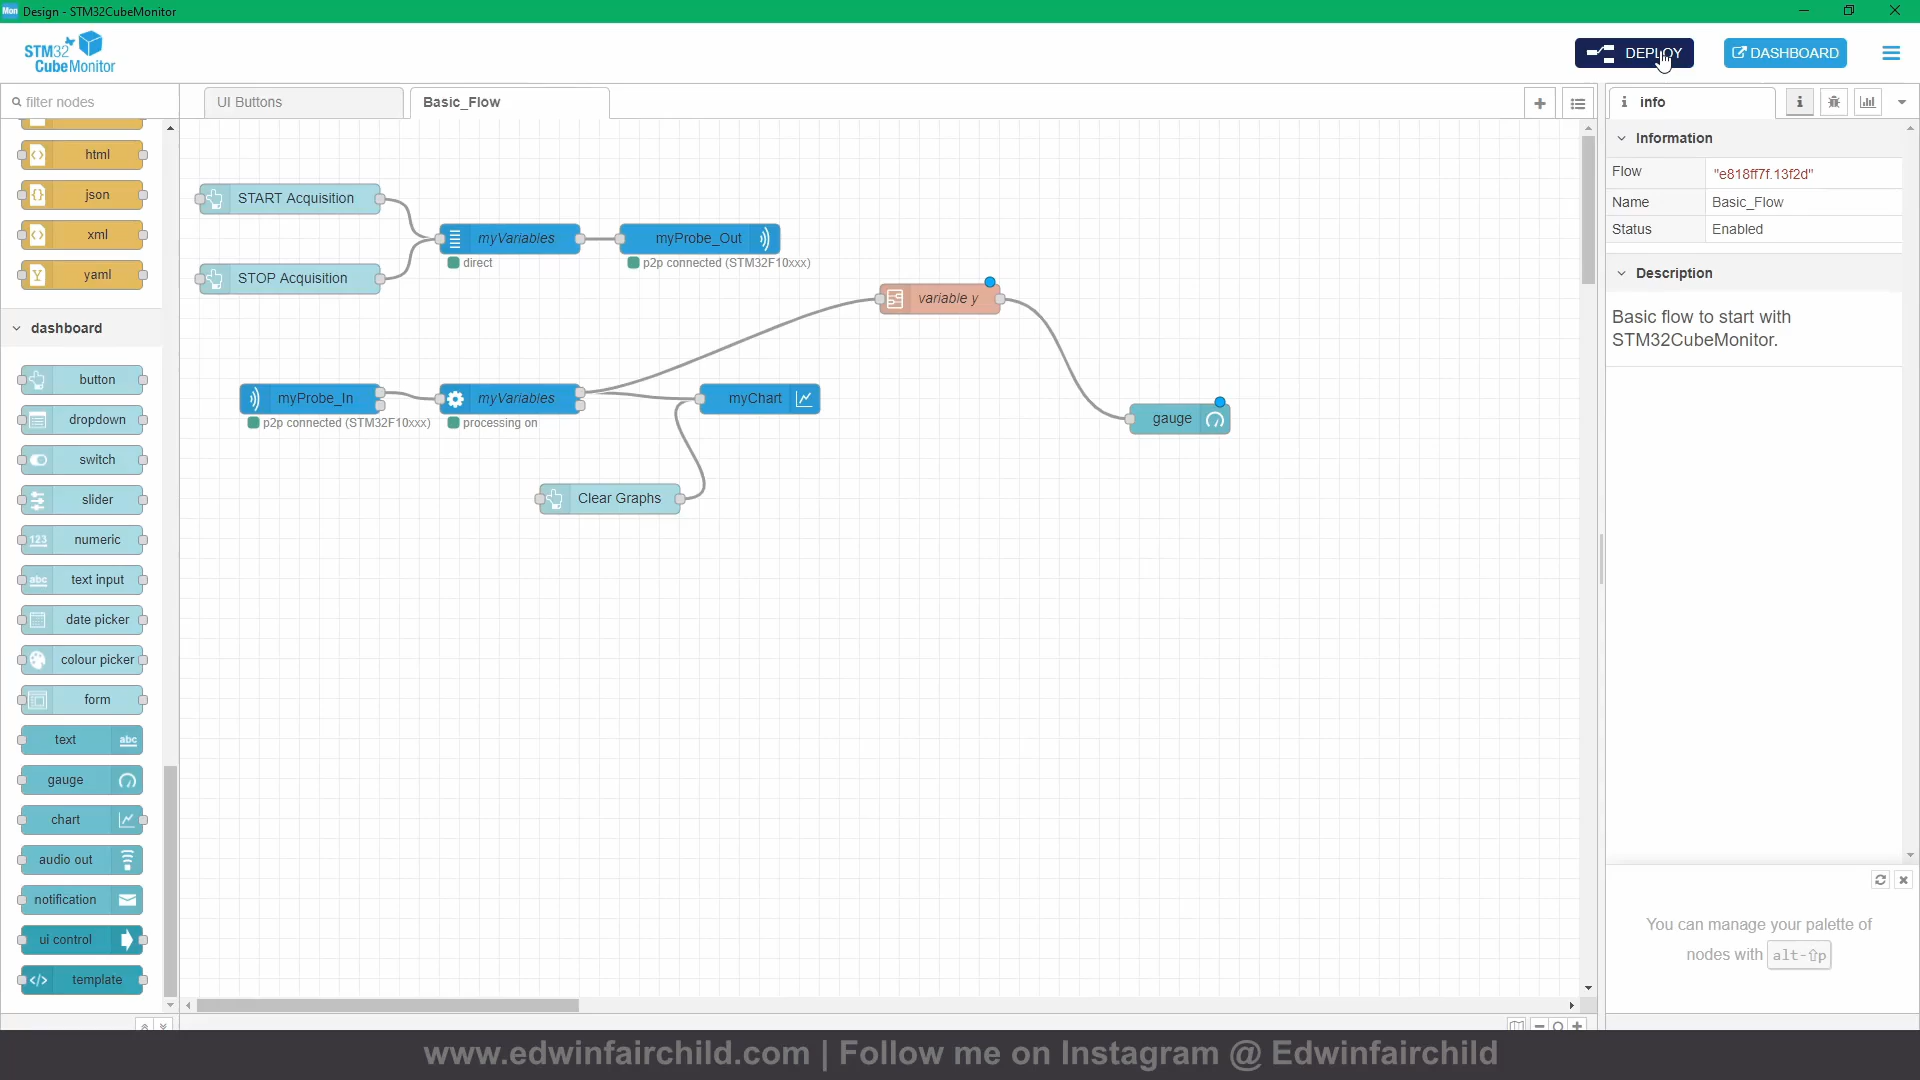 Mon Design - STM32CubeMonitor
STM32
CubeMonitor
DEPLOY
DASHBOARD
filter nodes
UI Buttons
Basic_Flow
info
html
json
xml
yaml
dashboard
button
dropdown
switch
slider
123 numeric
abc text input
date picker
colour picker
form
text abc
gauge
chart
audio out
notification
ui control
template
START Acquisition
STOP Acquisition
myVariables
direct
myProbe_Out
p2p connected (STM32F10xxx)
variable y
myProbe_In
p2p connected (STM32F10xxx)
myVariables
processing on
myChart
gauge
Clear Graphs
Information
Flow "e818ff7f.13f2d"
Name Basic_Flow
Status Enabled
Description
Basic flow to start with
STM32CubeMonitor.
You can manage your palette of
nodes with alt-⇧p
www.edwinfairchild.com | Follow me on Instagram @ Edwinfairchild